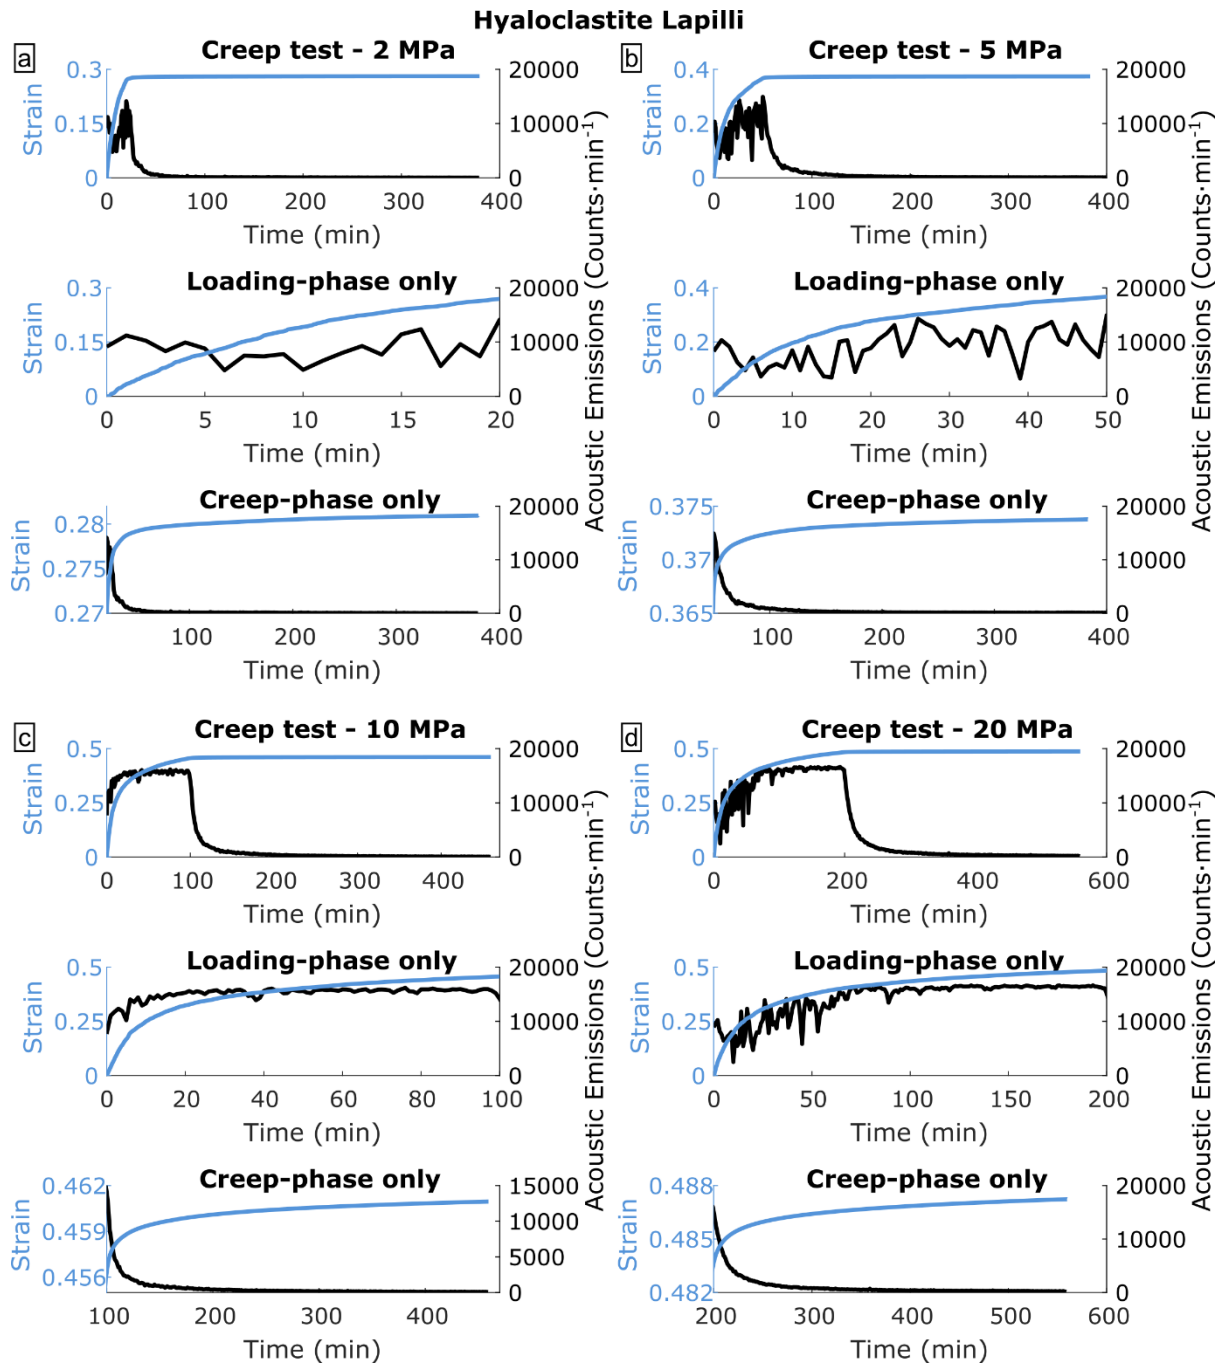 Hyaloclastite Lapilli
a
Creep test - 2 MPa
Strain
0.3
0.15
0
20000
10000
0
0 100 200 300 400
Time (min)
Loading-phase only
Strain
0.3
0.15
0
20000
10000
0
0 5 10 15 20
Time (min)
Creep-phase only
Strain
0.28
0.275
0.27
20000
10000
0
100 200 300 400
Time (min)
Acoustic Emissions (Counts·min⁻¹)
b
Creep test - 5 MPa
Strain
0.4
0.2
0
20000
10000
0
0 100 200 300 400
Time (min)
Loading-phase only
Strain
0.4
0.2
0
20000
10000
0
0 10 20 30 40 50
Time (min)
Creep-phase only
Strain
0.375
0.37
0.365
20000
10000
0
100 200 300 400
Time (min)
Acoustic Emissions (Counts·min⁻¹)
c
Creep test - 10 MPa
Strain
0.5
0.25
0
20000
10000
0
0 100 200 300 400
Time (min)
Loading-phase only
Strain
0.5
0.25
0
20000
10000
0
0 20 40 60 80 100
Time (min)
Creep-phase only
Strain
0.462
0.459
0.456
15000
10000
5000
0
100 200 300 400
Time (min)
Acoustic Emissions (Counts·min⁻¹)
d
Creep test - 20 MPa
Strain
0.5
0.25
0
20000
10000
0
0 200 400 600
Time (min)
Loading-phase only
Strain
0.5
0.25
0
20000
10000
0
0 50 100 150 200
Time (min)
Creep-phase only
Strain
0.488
0.485
0.482
20000
10000
0
200 300 400 500 600
Time (min)
Acoustic Emissions (Counts·min⁻¹)